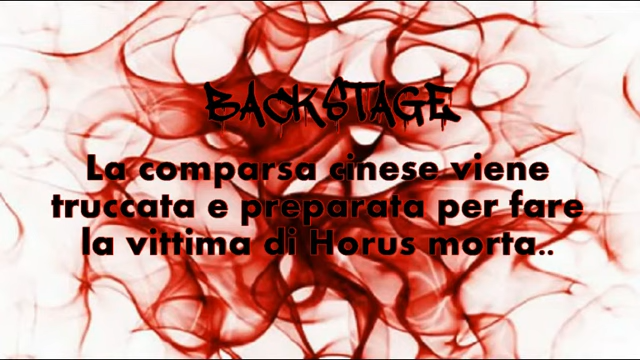 BACKSTAGE
La comparsa cinese viene
truccata e preparata per fare
la vittima di Horus morta..